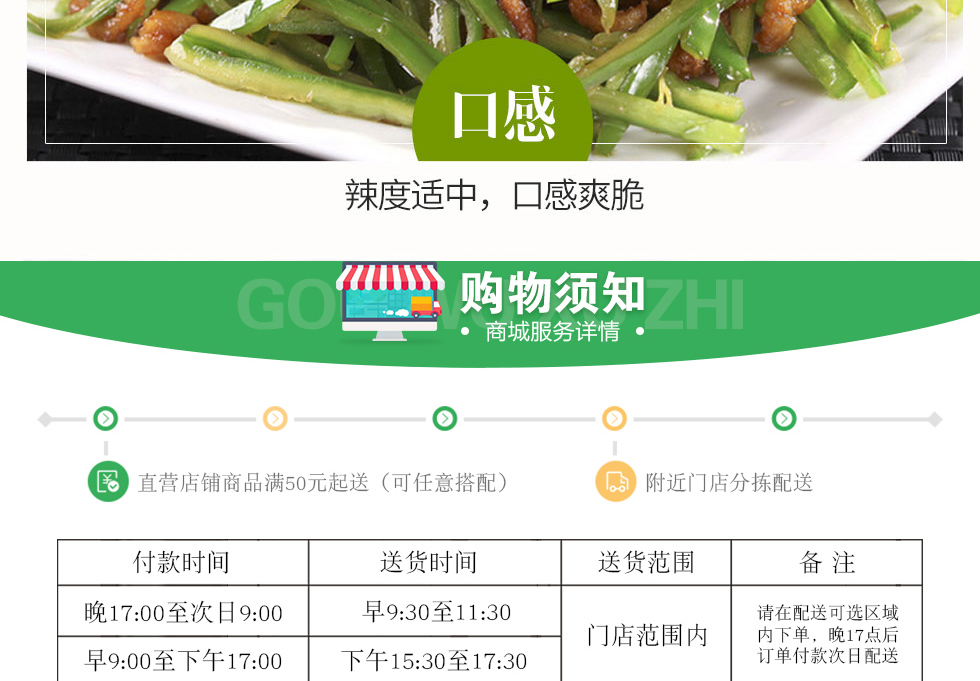 口感
辣度适中，口感爽脆
购物须知
• 商城服务详情 •
直营店铺商品满50元起送（可任意搭配）
附近门店分拣配送
付款时间 送货时间 送货范围 备 注
晚17:00至次日9:00 早9:30至11:30
门店范围内
请在配送可选区域
内下单，晚17点后
订单付款次日配送
早9:00至下午17:00 下午15:30至17:30